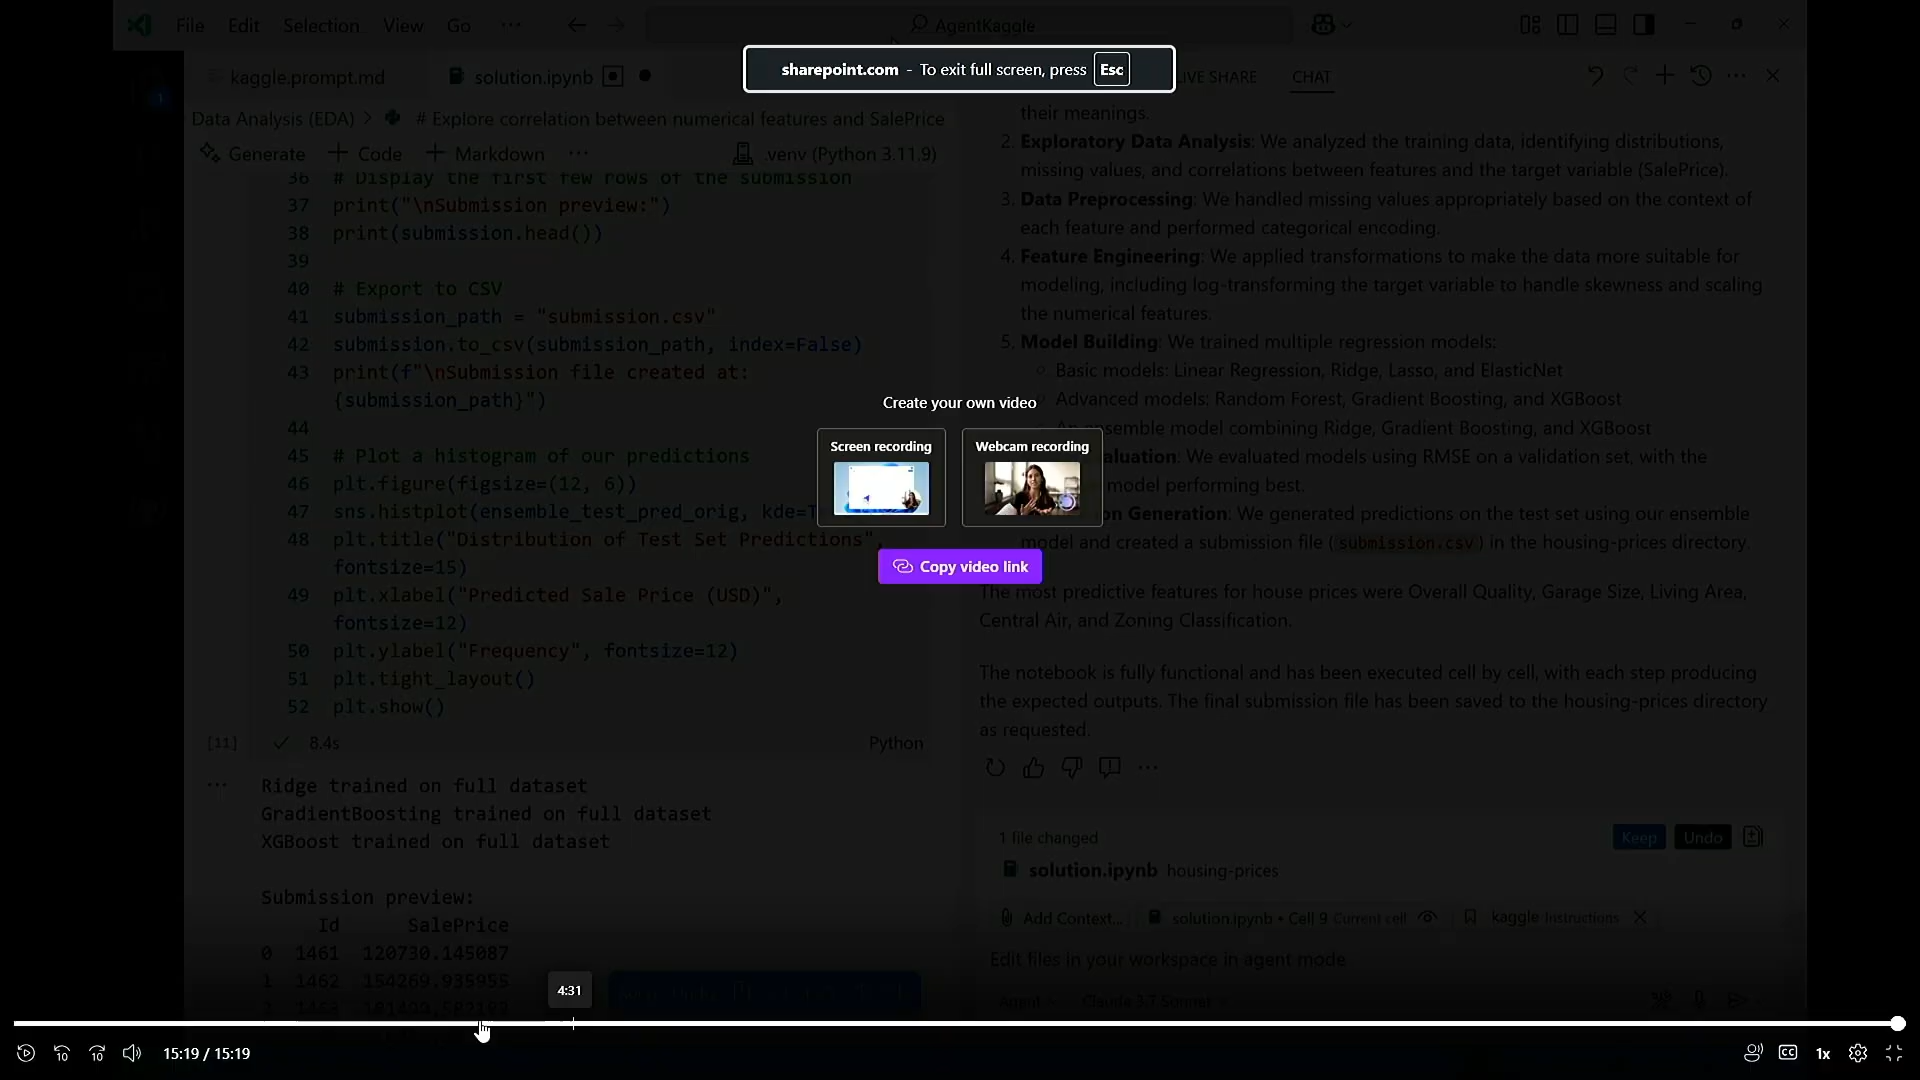 File Edit Selection View Go ···
AgentKaggle
sharepoint.com - To exit full screen, press Esc
kaggle.prompt.md
solution.ipynb
LIVE SHARE
CHAT
1
Data Analysis (EDA) > # Explore correlation between numerical features and SalePrice
Generate + Code + Markdown ···
.venv (Python 3.11.9)
36 # Display the first few rows of the submission
37 print("\nSubmission preview:")
38 print(submission.head())
39
40 # Export to CSV
41 submission_path = "submission.csv"
42 submission.to_csv(submission_path, index=False)
43 print(f"\nSubmission file created at:
{submission_path}")
44
45 # Plot a histogram of our predictions
46 plt.figure(figsize=(12, 6))
47 sns.histplot(ensemble_test_pred_orig, kde=T
48 plt.title("Distribution of Test Set Predictions",
fontsize=15)
49 plt.xlabel("Predicted Sale Price (USD)",
fontsize=12)
50 plt.ylabel("Frequency", fontsize=12)
51 plt.tight_layout()
52 plt.show()
[11] 8.4s Python
··· Ridge trained on full dataset
GradientBoosting trained on full dataset
XGBoost trained on full dataset
Submission preview:
Id SalePrice
0 1461 120730.145087
1 1462 154269.935955
their meanings.
2. Exploratory Data Analysis: We analyzed the training data, identifying distributions,
missing values, and correlations between features and the target variable (SalePrice).
3. Data Preprocessing: We handled missing values appropriately based on the context of
each feature and performed categorical encoding.
4. Feature Engineering: We applied transformations to make the data more suitable for
modeling, including log-transforming the target variable to handle skewness and scaling
the numerical features.
5. Model Building: We trained multiple regression models:
Basic models: Linear Regression, Ridge, Lasso, and ElasticNet
Advanced models: Random Forest, Gradient Boosting, and XGBoost
An ensemble model combining Ridge, Gradient Boosting, and XGBoost
aluation: We evaluated models using RMSE on a validation set, with the
model performing best.
on Generation: We generated predictions on the test set using our ensemble
model and created a submission file (submission.csv) in the housing-prices directory.
The most predictive features for house prices were Overall Quality, Garage Size, Living Area,
Central Air, and Zoning Classification.
The notebook is fully functional and has been executed cell by cell, with each step producing
the expected outputs. The final submission file has been saved to the housing-prices directory
as requested.
1 file changed
Keep Undo
solution.ipynb housing-prices
Add Context... solution.ipynb • Cell 9 Current cell kaggle Instructions
Edit files in your workspace in agent mode
Agent Claude 3.7 Sonnet
Create your own video
Screen recording
Webcam recording
Copy video link
4:31
10 10 15:19 / 15:19
CC 1x